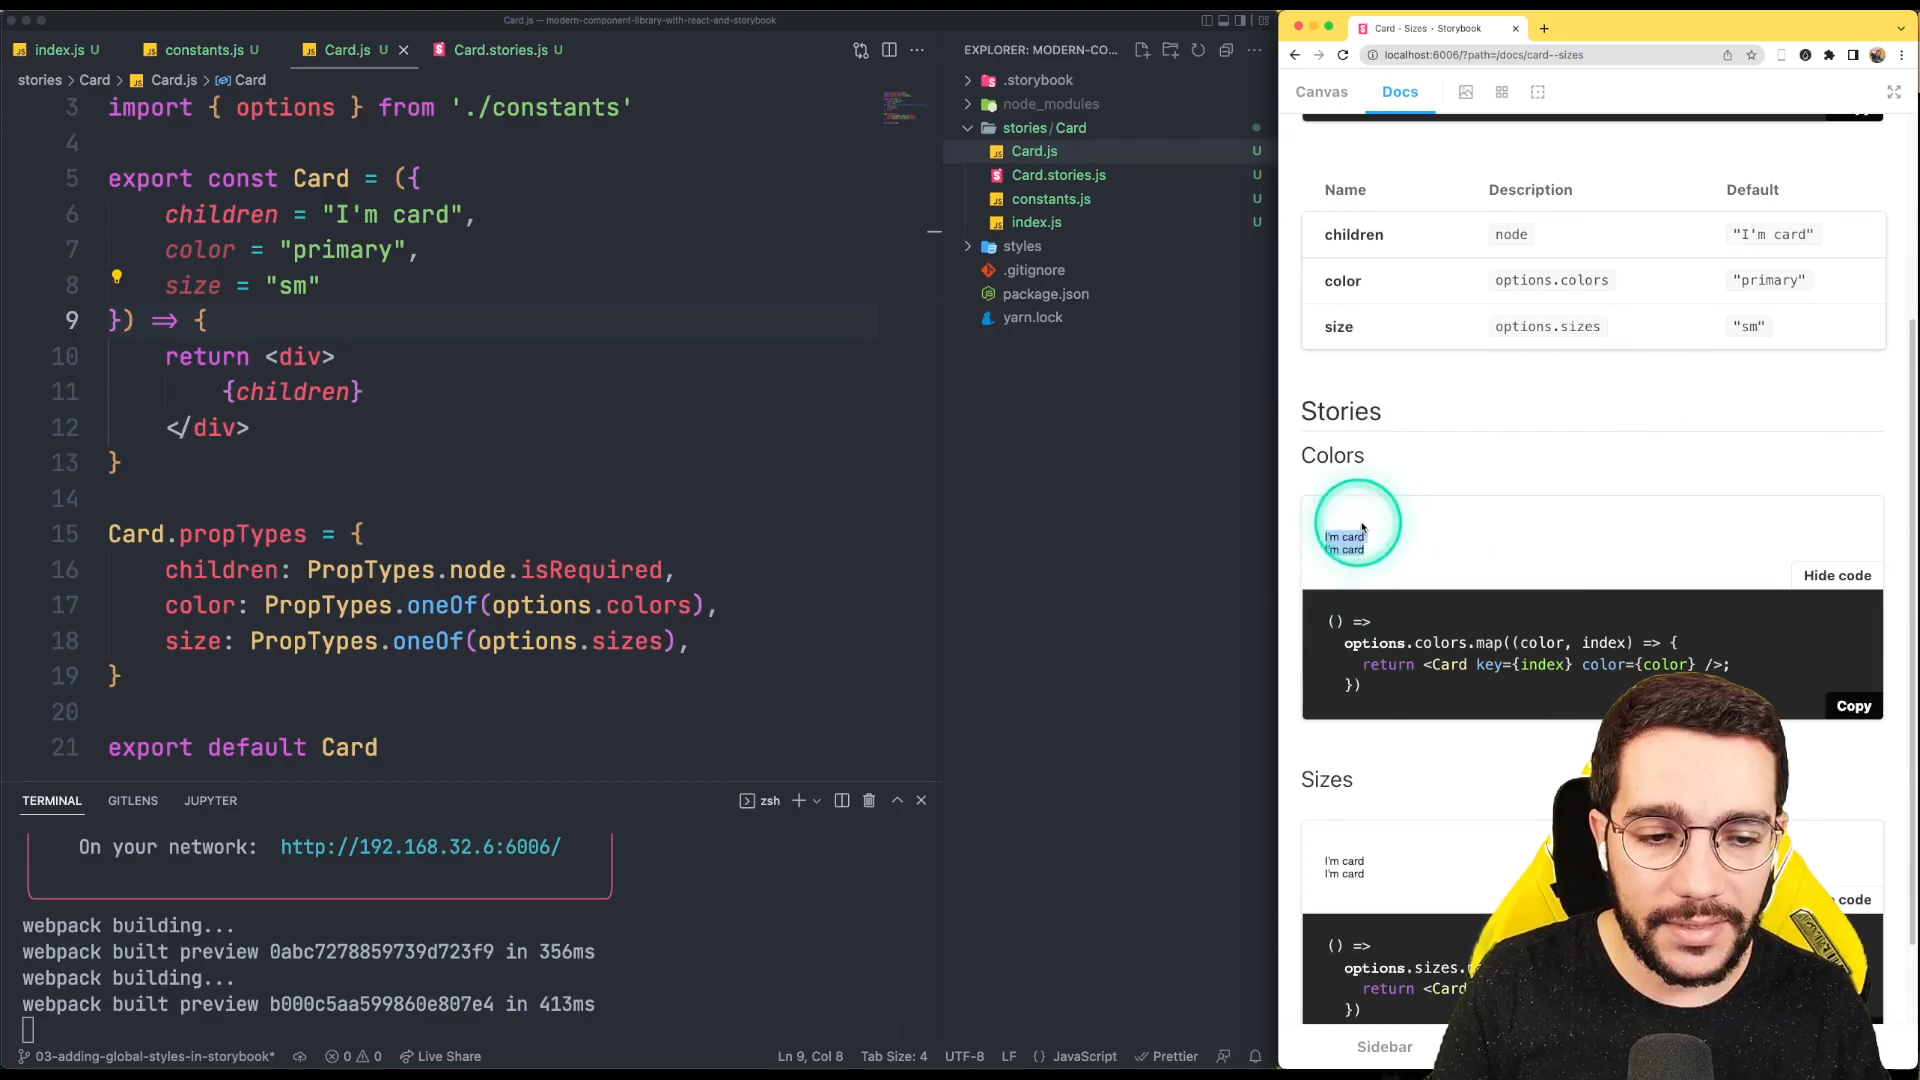 Card.js — modern-component-library-with-react-and-storybook
index.js U
constants.js U
Card.js U
Card.stories.js U
stories > Card > Card.js > Card
3 import { options } from './constants'
4
5 export const Card = ({
6 children = "I'm card",
7 color = "primary",
8 size = "sm"
9 }) => {
10 return <div>
11 {children}
12 </div>
13 }
14
15 Card.propTypes = {
16 children: PropTypes.node.isRequired,
17 color: PropTypes.oneOf(options.colors),
18 size: PropTypes.oneOf(options.sizes),
19 }
20
21 export default Card
TERMINAL GITLENS JUPYTER
zsh
On your network: http://192.168.32.6:6006/
webpack building...
webpack built preview 0abc7278859739d723f9 in 356ms
webpack building...
webpack built preview b000c5aa599860e807e4 in 413ms
03-adding-global-styles-in-storybook* 0 0 Live Share
Ln 9, Col 8 Tab Size: 4 UTF-8 LF {} JavaScript Prettier
EXPLORER: MODERN-CO...
.storybook
node_modules
stories / Card
Card.js U
Card.stories.js U
constants.js U
index.js U
styles
.gitignore
package.json
yarn.lock
Card - Sizes · Storybook
localhost:6006/?path=/docs/card--sizes
Canvas Docs
Name Description Default
children node "I'm card"
color options.colors "primary"
size options.sizes "sm"
Stories
Colors
I'm card
I'm card
Hide code
() =>
options.colors.map((color, index) => {
return <Card key={index} color={color} />;
})
Copy
Sizes
I'm card
I'm card
code
() =>
options.sizes.
return <Card
})
Sidebar